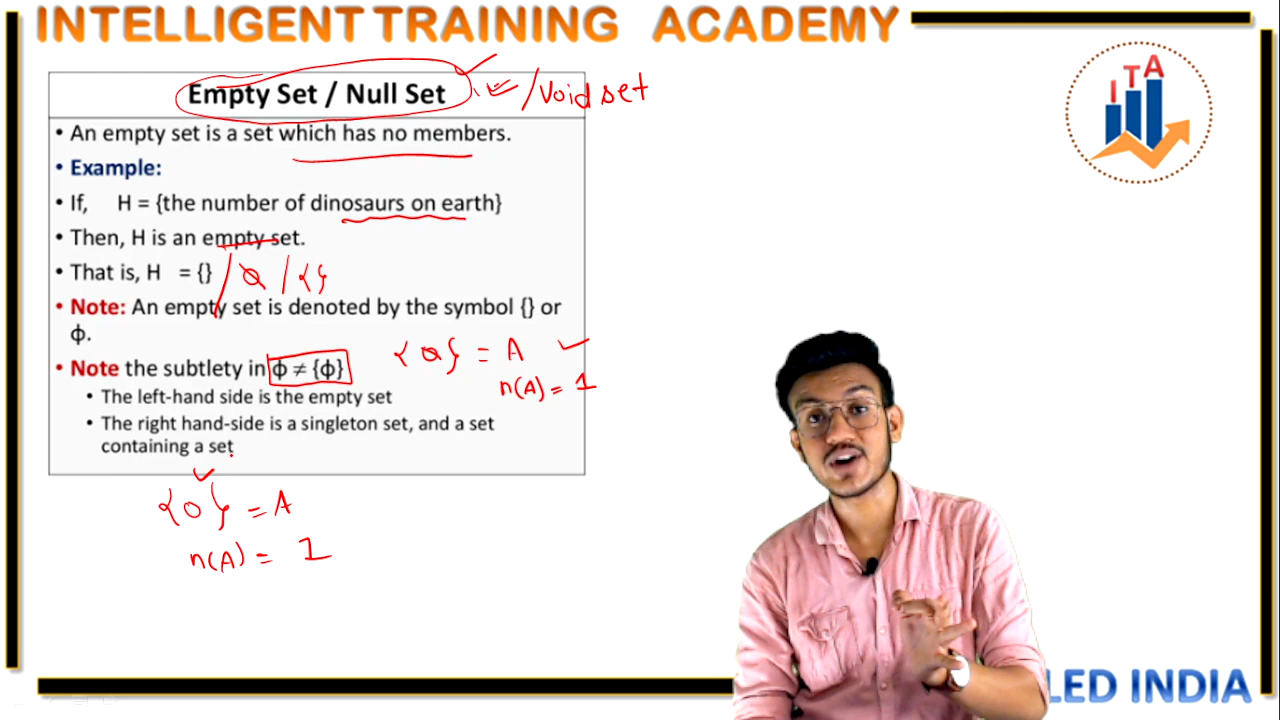 INTELLIGENT TRAINING ACADEMY
ITA
Empty Set / Null Set /void set
• An empty set is a set which has no members.
• Example:
• If, H = {the number of dinosaurs on earth}
• Then, H is an empty set.
• That is, H = {} / φ / { }
• Note: An empty set is denoted by the symbol {} or
ф.
• Note the subtlety in ф ≠ {ф}
{φ} = A
n(A) = 1
• The left-hand side is the empty set
• The right hand-side is a singleton set, and a set
containing a set
{0} = A
n(A) = 1
LED INDIA